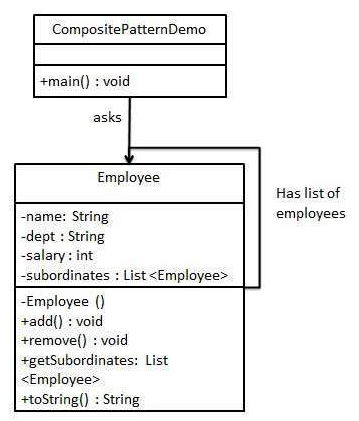 CompositePatternDemo
+main() : void
asks
Employee
Has list of
employees
-name: String
-dept : String
-salary : int
-subordinates : List <Employee>
-Employee ()
+add() : void
+remove() : void
+getSubordinates: List
<Employee>
+toString() : String